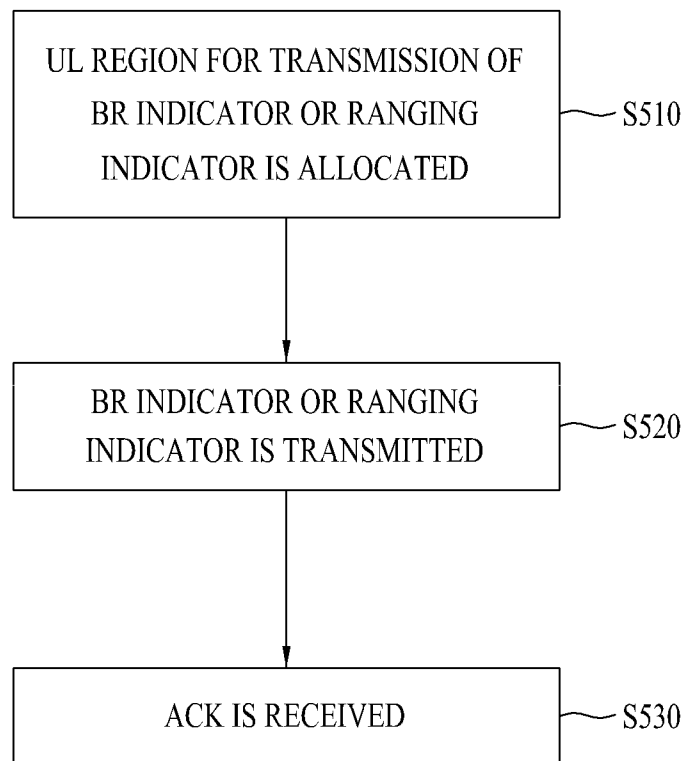 UL REGION FOR TRANSMISSION OF
BR INDICATOR OR RANGING
INDICATOR IS ALLOCATED
S510
BR INDICATOR OR RANGING
INDICATOR IS TRANSMITTED
S520
ACK IS RECEIVED
S530